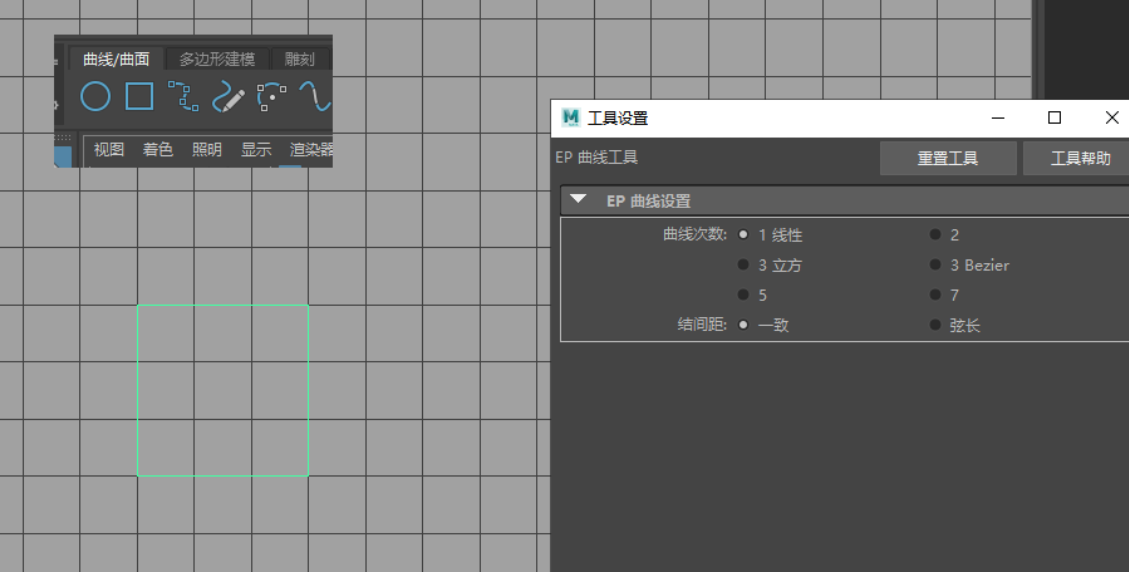 曲线/曲面 多边形建模 雕刻
视图 着色 照明 显示 渲染器
M 工具设置
EP 曲线工具 重置工具 工具帮助
EP 曲线设置
曲线次数: 1 线性 2
3 立方 3 Bezier
5 7
结间距: 一致 弦长